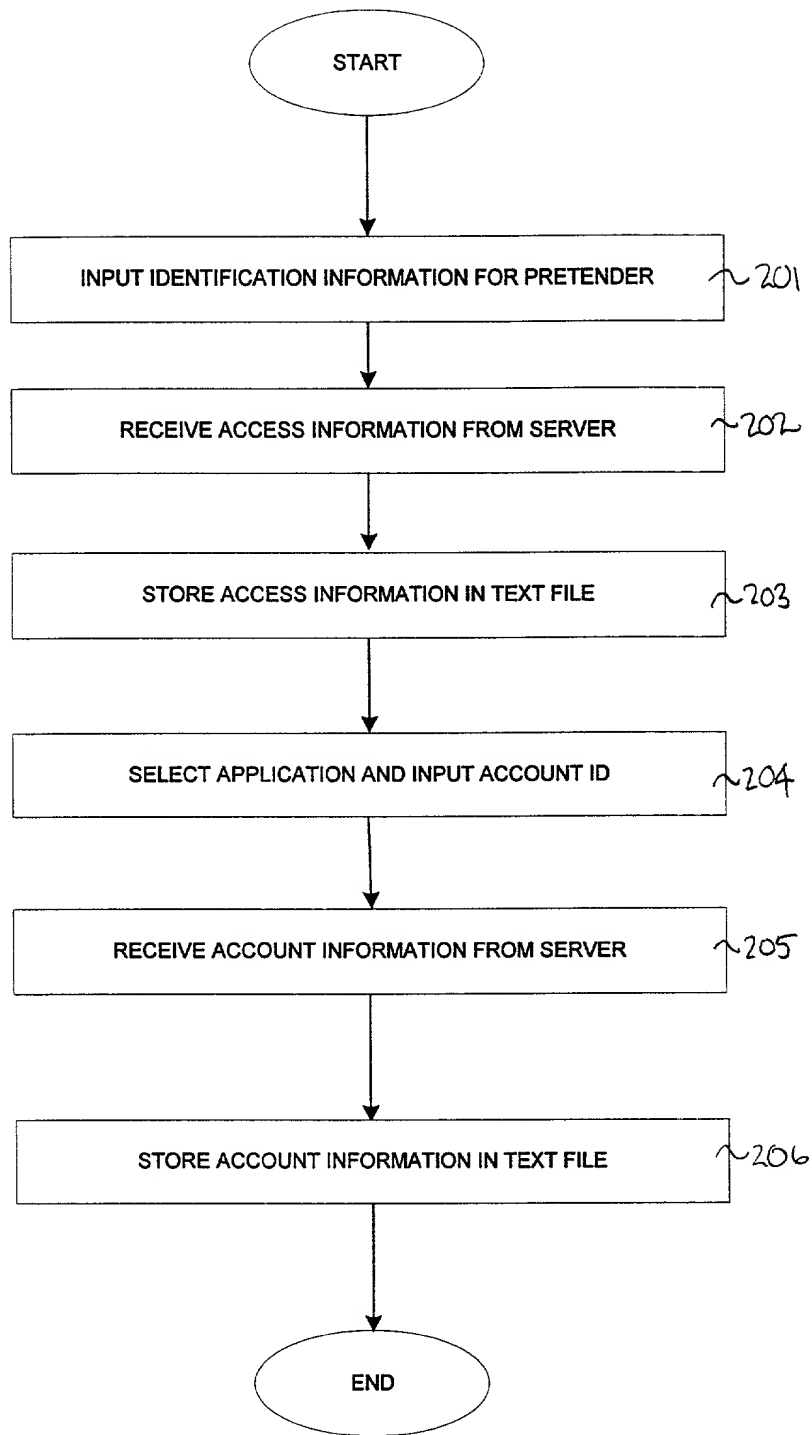 START
INPUT IDENTIFICATION INFORMATION FOR PRETENDER 201
RECEIVE ACCESS INFORMATION FROM SERVER 202
STORE ACCESS INFORMATION IN TEXT FILE 203
SELECT APPLICATION AND INPUT ACCOUNT ID 204
RECEIVE ACCOUNT INFORMATION FROM SERVER 205
STORE ACCOUNT INFORMATION IN TEXT FILE 206
END